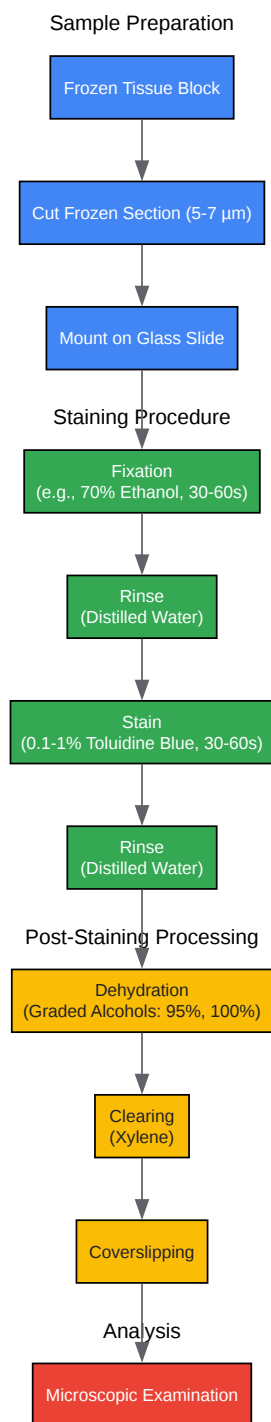 Sample Preparation
Frozen Tissue Block
Cut Frozen Section (5-7 µm)
Mount on Glass Slide
Staining Procedure
Fixation
(e.g., 70% Ethanol, 30-60s)
Rinse
(Distilled Water)
Stain
(0.1-1% Toluidine Blue, 30-60s)
Rinse
(Distilled Water)
Post-Staining Processing
Dehydration
(Graded Alcohols: 95%, 100%)
Clearing
(Xylene)
Coverslipping
Analysis
Microscopic Examination